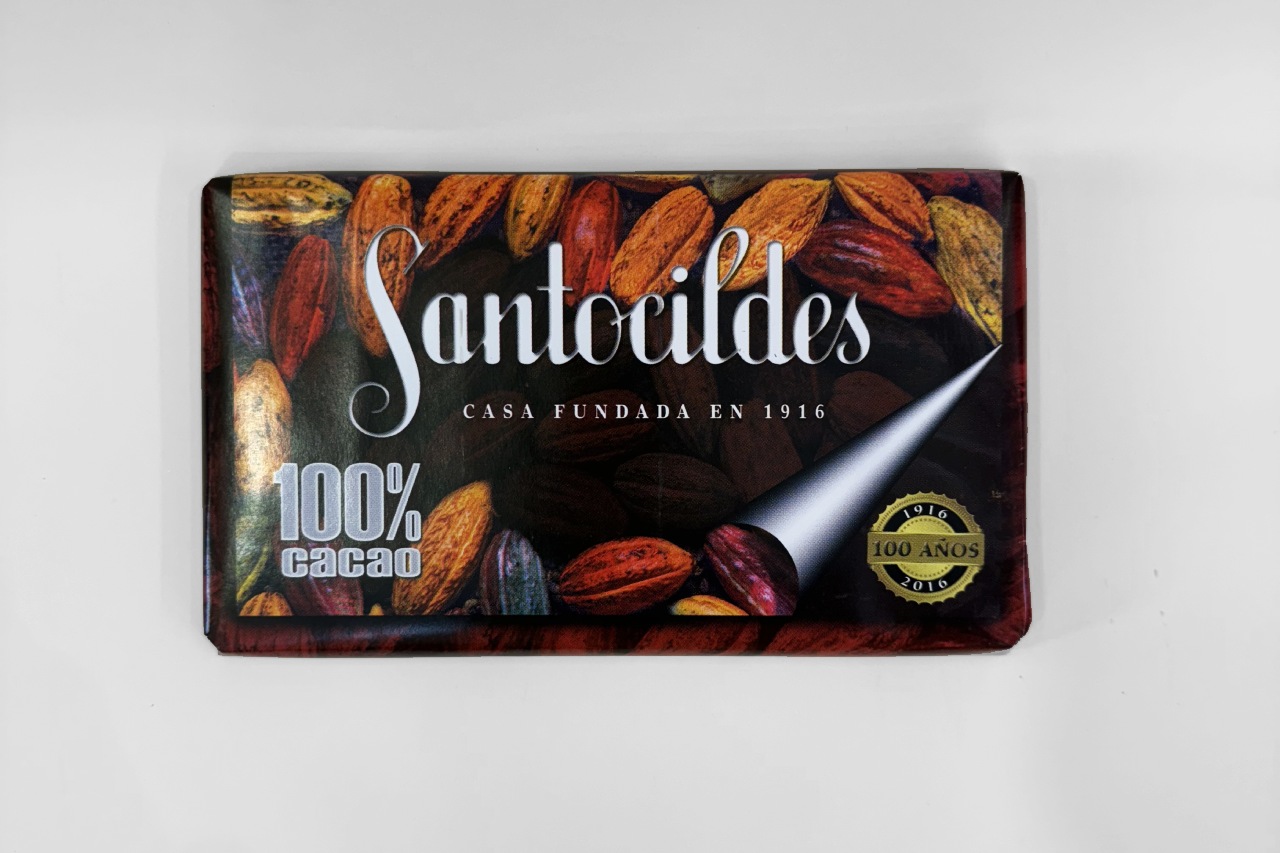 Santocildes
CASA FUNDADA EN 1916
100%
cacao
1916
100 AÑOS
2016